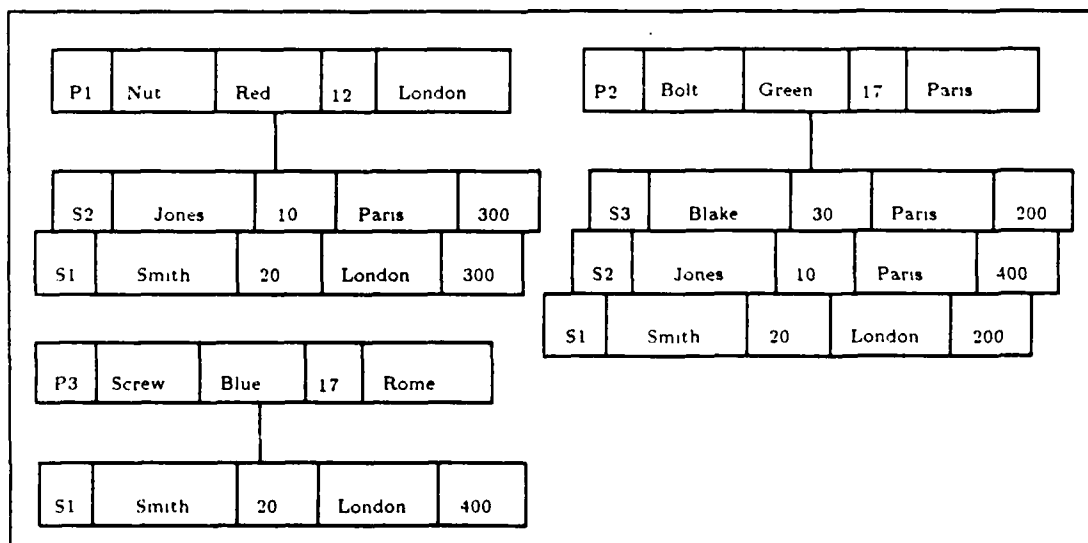 P1 Nut Red 12 London
S2 Jones 10 Paris 300
S1 Smith 20 London 300
P2 Bolt Green 17 Paris
S3 Blake 30 Paris 200
S2 Jones 10 Paris 400
S1 Smith 20 London 200
P3 Screw Blue 17 Rome
S1 Smith 20 London 400